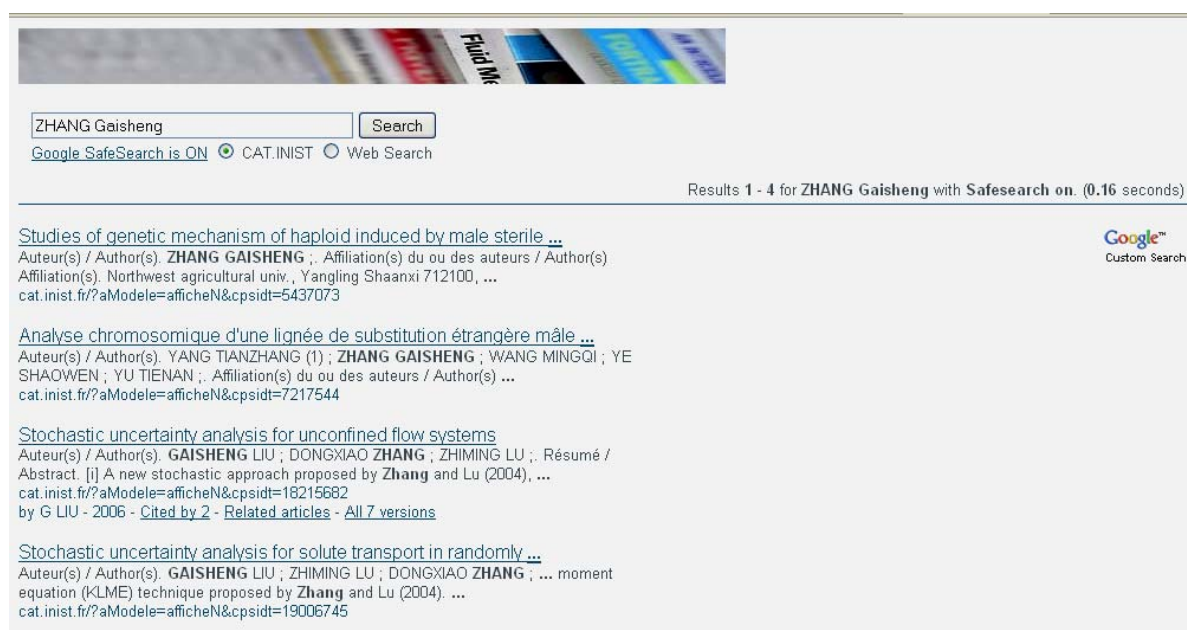 Fluid Me
FORTRA
ZHANG Gaisheng
Search
Google SafeSearch is ON CAT.INIST Web Search
Results 1 - 4 for ZHANG Gaisheng with Safesearch on. (0.16 seconds)
Studies of genetic mechanism of haploid induced by male sterile ...
Auteur(s) / Author(s). ZHANG GAISHENG ;. Affiliation(s) du ou des auteurs / Author(s)
Affiliation(s). Northwest agricultural univ., Yangling Shaanxi 712100, ...
cat.inist.fr/?aModele=afficheN&cpsidt=5437073
Google™
Custom Search
Analyse chromosomique d'une lignée de substitution étrangère mâle ...
Auteur(s) / Author(s). YANG TIANZHANG (1) ; ZHANG GAISHENG ; WANG MINGQI ; YE
SHAOWEN ; YU TIENAN ;. Affiliation(s) du ou des auteurs / Author(s) ...
cat.inist.fr/?aModele=afficheN&cpsidt=7217544
Stochastic uncertainty analysis for unconfined flow systems
Auteur(s) / Author(s). GAISHENG LIU ; DONGXIAO ZHANG ; ZHIMING LU ;. Résumé /
Abstract. [i] A new stochastic approach proposed by Zhang and Lu (2004), ...
cat.inist.fr/?aModele=afficheN&cpsidt=18215682
by G LIU - 2006 - Cited by 2 - Related articles - All 7 versions
Stochastic uncertainty analysis for solute transport in randomly ...
Auteur(s) / Author(s). GAISHENG LIU ; ZHIMING LU ; DONGXIAO ZHANG ; ... moment
equation (KLME) technique proposed by Zhang and Lu (2004). ...
cat.inist.fr/?aModele=afficheN&cpsidt=19006745